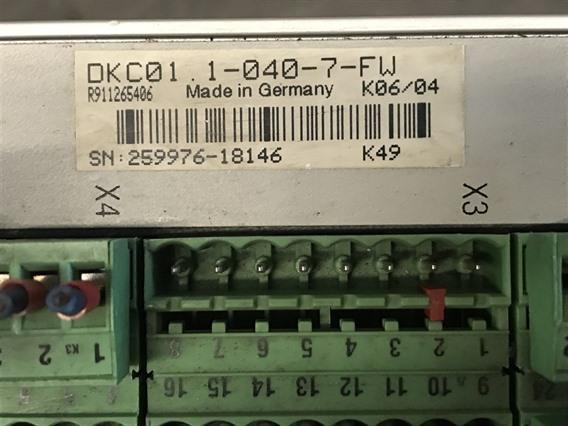 DKC01.1-040-7-FW
R911265406 Made in Germany K06/04
SN:259976-18146 K49
X4 X3
1 K3 2
8 7 6 5 4 3 2 1
16 15 14 13 12 11 10 9